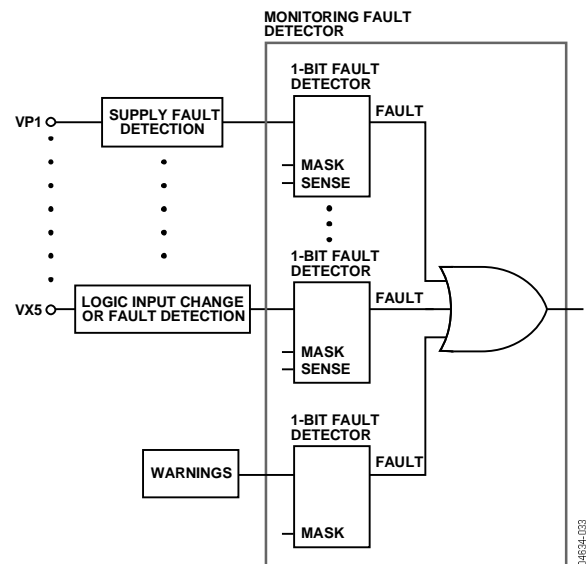 MONITORING FAULT
DETECTOR
1-BIT FAULT
DETECTOR
VP1
SUPPLY FAULT
DETECTION
FAULT
MASK
SENSE
1-BIT FAULT
DETECTOR
VX5
LOGIC INPUT CHANGE
OR FAULT DETECTION
FAULT
MASK
SENSE
1-BIT FAULT
DETECTOR
WARNINGS
FAULT
MASK
04634-033